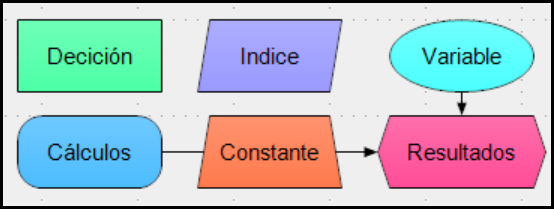 Decición
Indice
Variable
Cálculos
Constante
Resultados